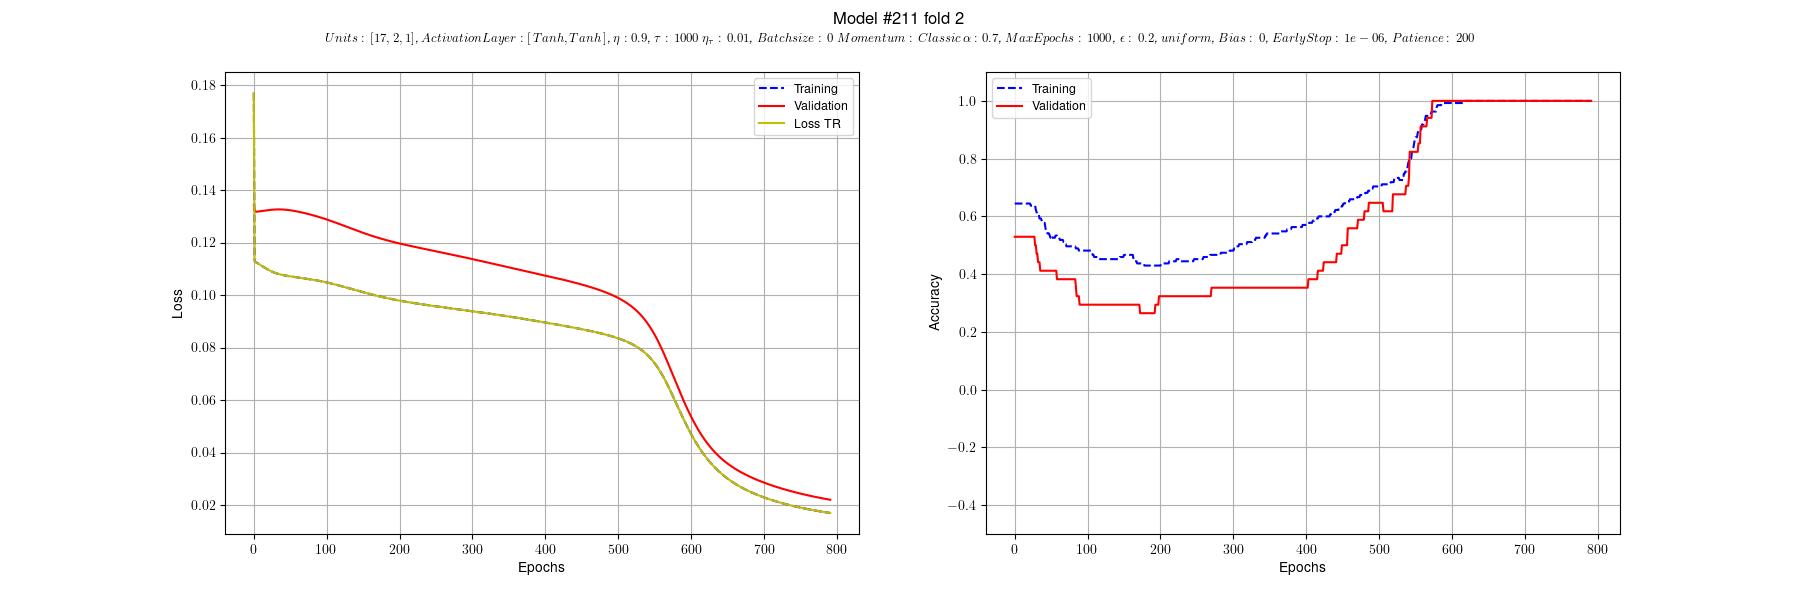 Model #211 fold 2
Units : [17, 2, 1], ActivationLayer : [Tanh, Tanh], η : 0.9, τ : 1000 ητ : 0.01, Batchsize : 0 Momentum : Classic α : 0.7, MaxEpochs : 1000, ϵ : 0.2, uniform, Bias : 0, EarlyStop : 1e − 06, Patience : 200
0.18
0.16
0.14
0.12
0.10
0.08
0.06
0.04
0.02
Loss
0 100 200 300 400 500 600 700 800
Epochs
Training
Validation
Loss TR
1.0
0.8
0.6
0.4
0.2
0.0
−0.2
−0.4
Accuracy
0 100 200 300 400 500 600 700 800
Epochs
Training
Validation